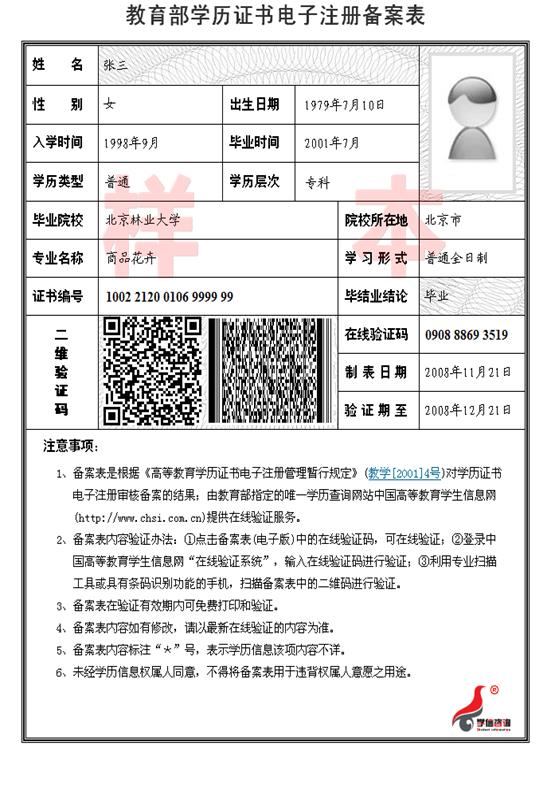 教育部学历证书电子注册备案表
姓 名 张三
性 别 女 出生日期 1979年7月10日
入学时间 1998年9月 毕业时间 2001年7月
学历类型 普通 学历层次 专科
样 本
毕业院校 北京林业大学 院校所在地 北京市
专业名称 商品花卉 学习形式 普通全日制
证书编号 1002 2120 0106 9999 99 毕结业结论 毕业
二维验证码 在线验证码 0908 8869 3519
制表日期 2008年11月21日
验证期至 2008年12月21日
注意事项：
1、备案表是根据《高等教育学历证书电子注册管理暂行规定》(教学[2001]4号)对学历证书
电子注册审核备案的结果；由教育部指定的唯一学历查询网站中国高等教育学生信息网
(http://www.chsi.com.cn)提供在线验证服务。
2、备案表内容验证办法：①点击备案表(电子版)中的在线验证码，可在线验证；②登录中
国高等教育学生信息网“在线验证系统”，输入在线验证码进行验证；③利用专业扫描
工具或具有条码识别功能的手机，扫描备案表中的二维码进行验证。
3、备案表在验证有效期内可免费打印和验证。
4、备案表内容如有修改，请以最新在线验证的内容为准。
5、备案表内容标注“*”号，表示学历信息该项内容不详。
6、未经学历信息权属人同意，不得将备案表用于违背权属人意愿之用途。
®
学信咨询
Student information